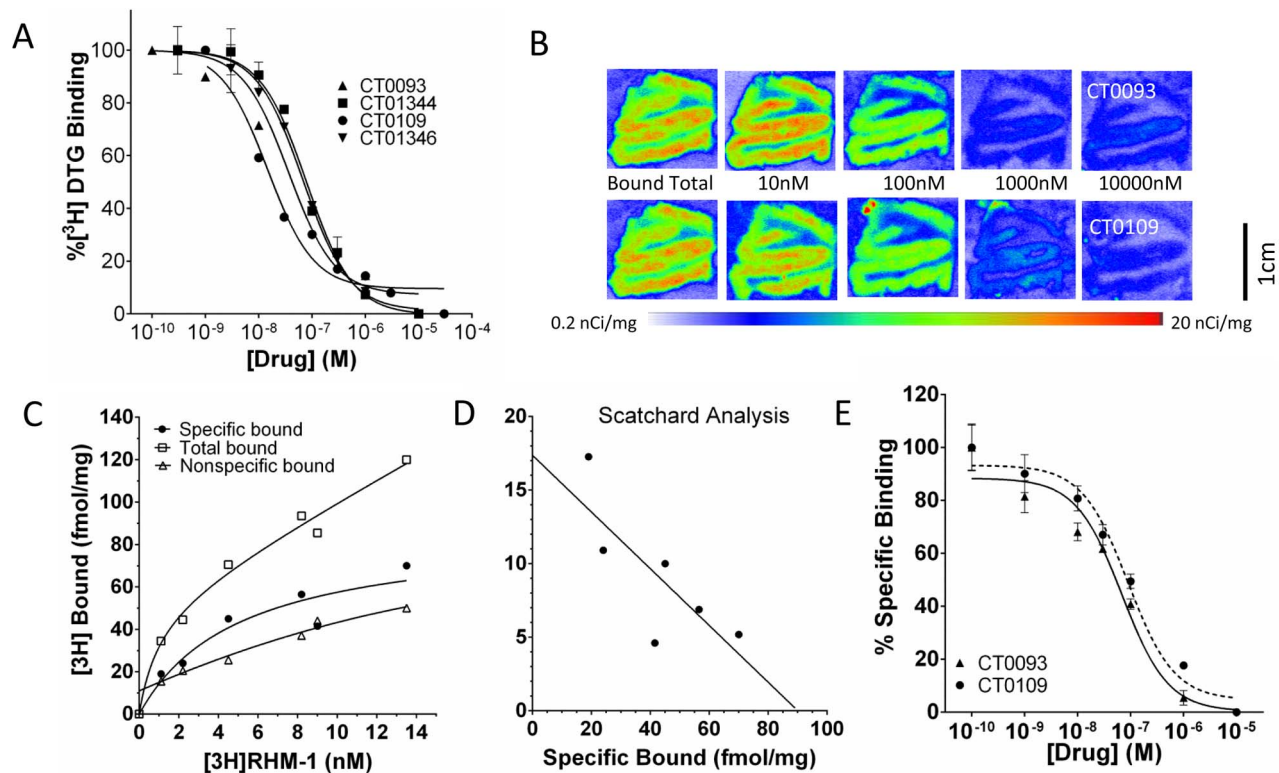 A
%[³H] DTG Binding
100
80
60
40
20
0
CT0093
CT01344
CT0109
CT01346
10⁻¹⁰ 10⁻⁹ 10⁻⁸ 10⁻⁷ 10⁻⁶ 10⁻⁵ 10⁻⁴
[Drug] (M)
B
CT0093
Bound Total 10nM 100nM 1000nM 10000nM
CT0109
1cm
0.2 nCi/mg 20 nCi/mg
C
[3H] Bound (fmol/mg)
140
120
100
80
60
40
20
0
Specific bound
Total bound
Nonspecific bound
0 2 4 6 8 10 12 14
[3H]RHM-1 (nM)
D
Scatchard Analysis
20
15
10
5
0
0 20 40 60 80 100
Specific Bound (fmol/mg)
E
% Specific Binding
120
100
80
60
40
20
0
CT0093
CT0109
10⁻¹⁰ 10⁻⁹ 10⁻⁸ 10⁻⁷ 10⁻⁶ 10⁻⁵
[Drug] (M)